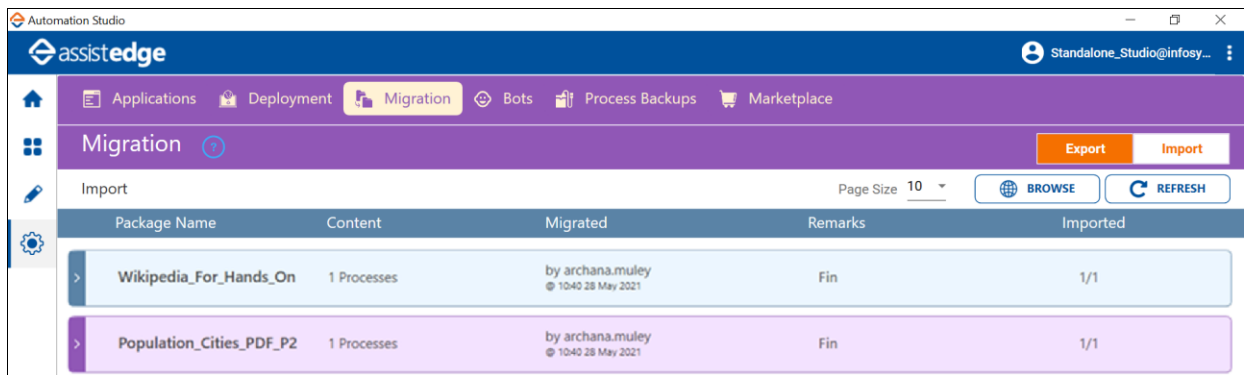 Automation Studio
assistedge
Standalone_Studio@infosy...
Applications Deployment Migration Bots Process Backups Marketplace
Migration ?
Export Import
Import
Page Size 10
BROWSE REFRESH
Package Name Content Migrated Remarks Imported
Wikipedia_For_Hands_On 1 Processes by archana.muley Fin 1/1
@ 10:40 28 May 2021
Population_Cities_PDF_P2 1 Processes by archana.muley Fin 1/1
@ 10:40 28 May 2021